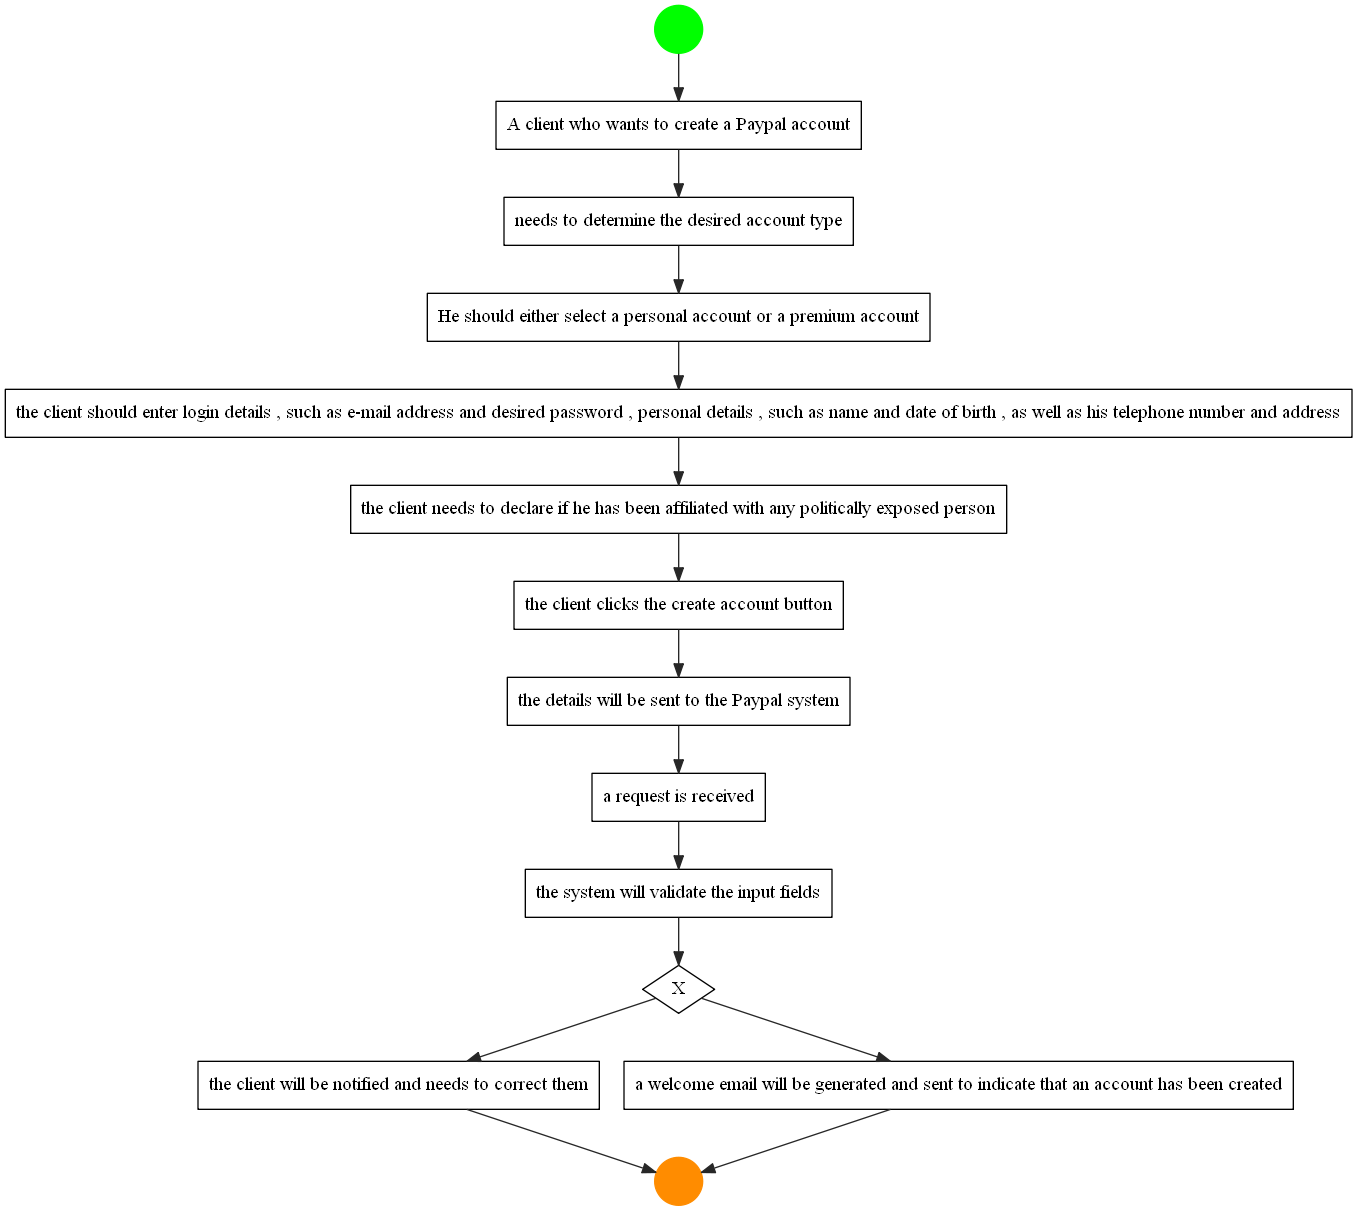 A client who wants to create a Paypal account
needs to determine the desired account type
He should either select a personal account or a premium account
the client should enter login details , such as e-mail address and desired password , personal details , such as name and date of birth , as well as his telephone number and address
the client needs to declare if he has been affiliated with any politically exposed person
the client clicks the create account button
the details will be sent to the Paypal system
a request is received
the system will validate the input fields
X
the client will be notified and needs to correct them
a welcome email will be generated and sent to indicate that an account has been created